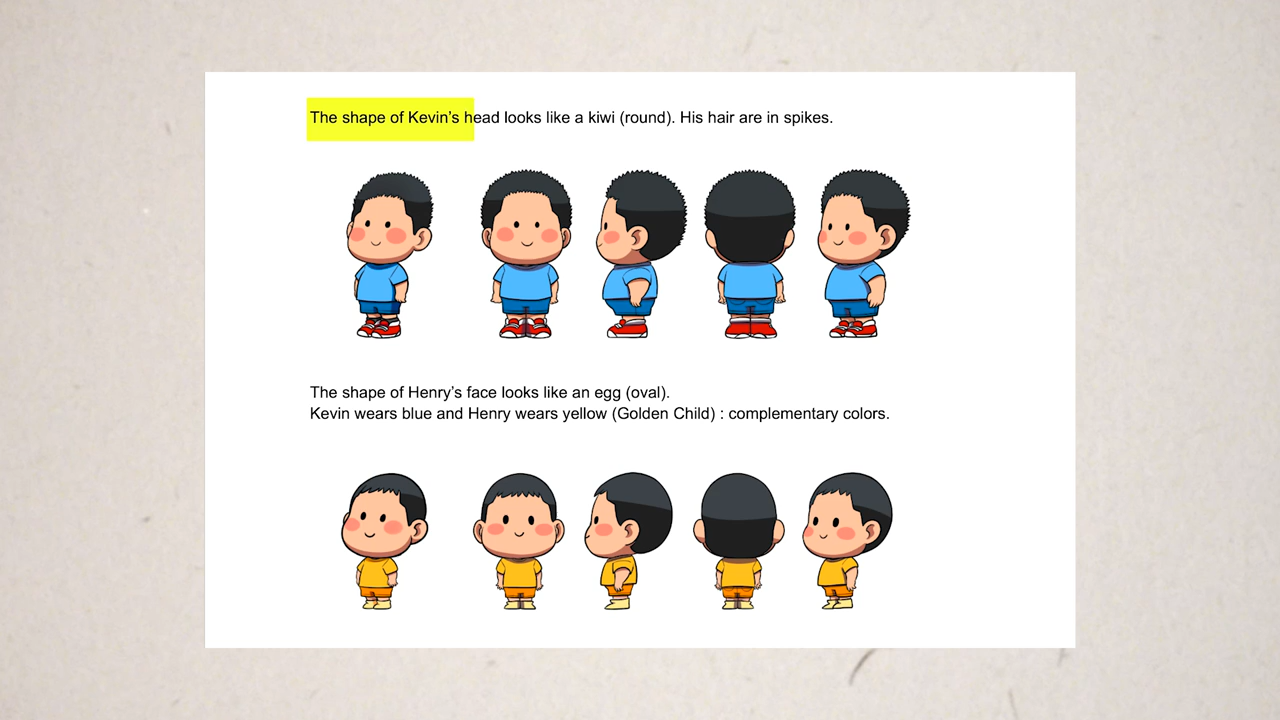 The shape of Kevin's head looks like a kiwi (round). His hair are in spikes.
The shape of Henry's face looks like an egg (oval).
Kevin wears blue and Henry wears yellow (Golden Child) : complementary colors.